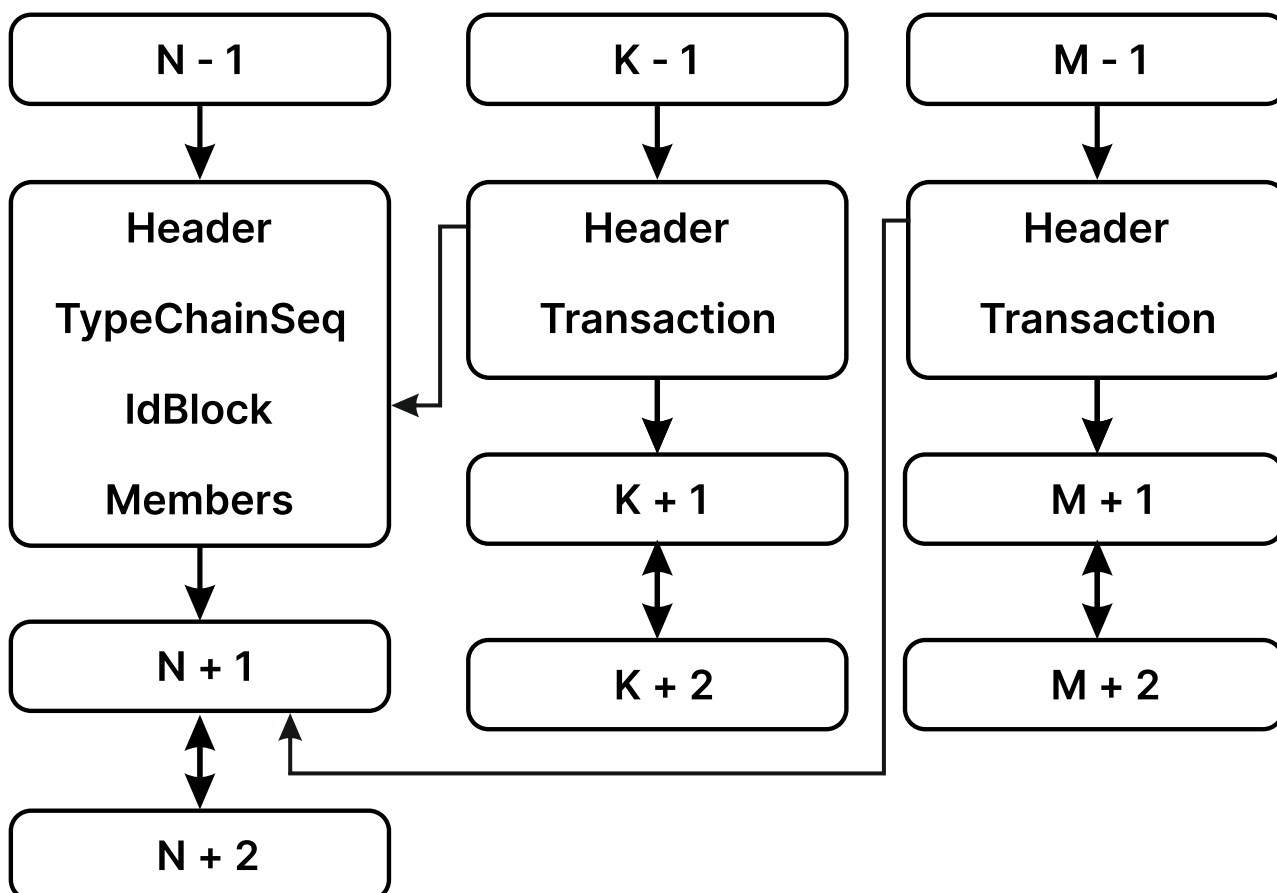 N - 1
Header
TypeChainSeq
IdBlock
Members
N + 1
N + 2
K - 1
Header
Transaction
K + 1
K + 2
M - 1
Header
Transaction
M + 1
M + 2